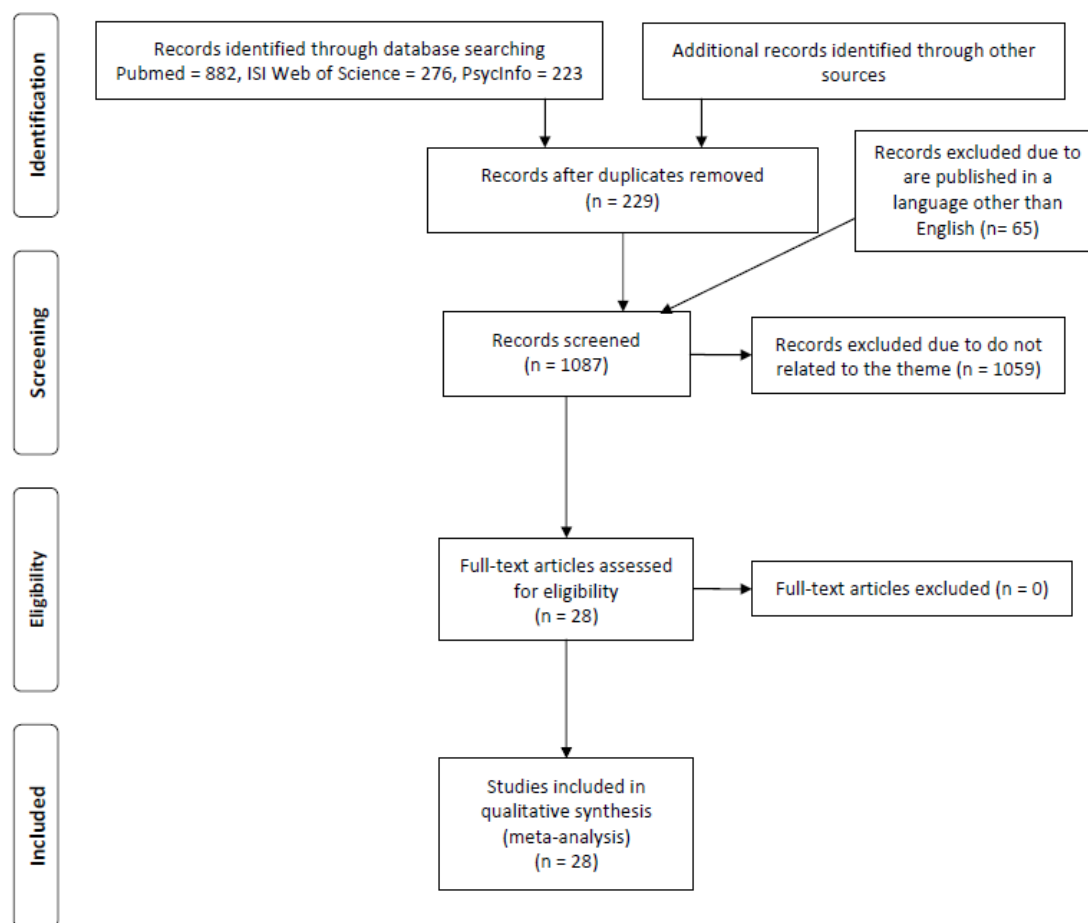 Identification
Records identified through database searching
Pubmed = 882, ISI Web of Science = 276, PsycInfo = 223
Additional records identified through other
sources
Records after duplicates removed
(n = 229)
Records excluded due to
are published in a
language other than
English (n= 65)
Screening
Records screened
(n = 1087)
Records excluded due to do not
related to the theme (n = 1059)
Eligibility
Full-text articles assessed
for eligibility
(n = 28)
Full-text articles excluded (n = 0)
Included
Studies included in
qualitative synthesis
(meta-analysis)
(n = 28)